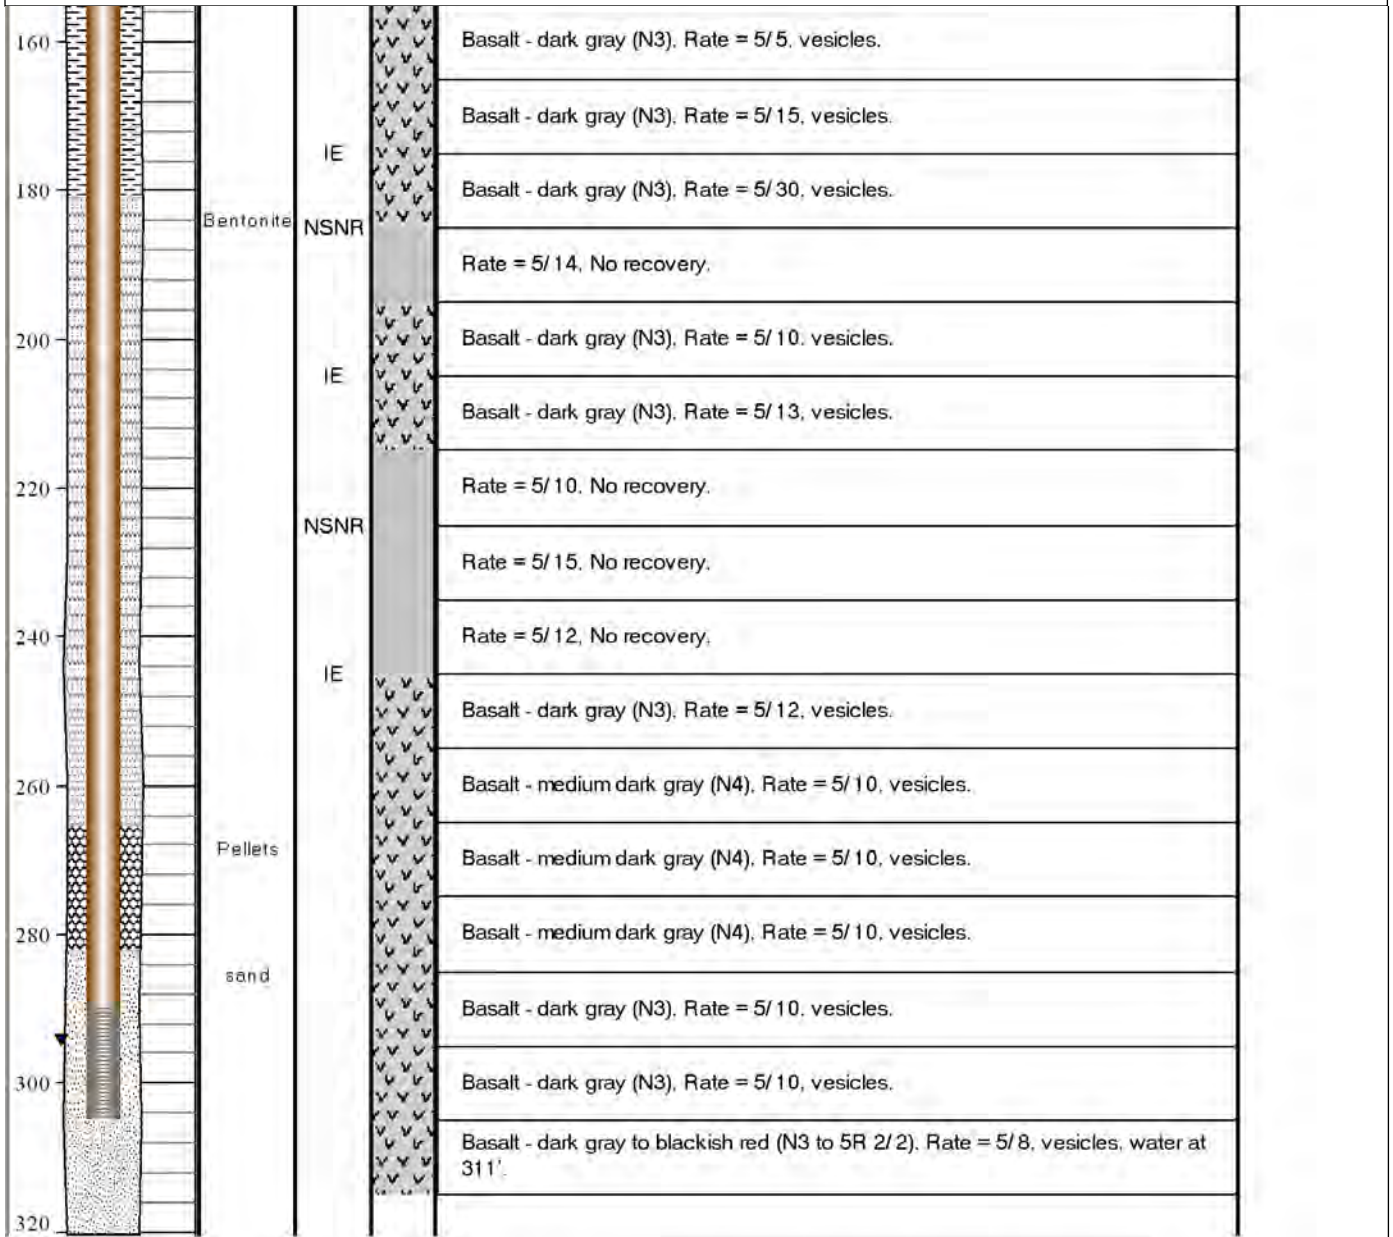 160
Basalt - dark gray (N3), Rate = 5/5, vesicles.
Basalt - dark gray (N3), Rate = 5/15, vesicles.
IE
180
Basalt - dark gray (N3), Rate = 5/30, vesicles.
Bentonite
NSNR
Rate = 5/14, No recovery.
200
Basalt - dark gray (N3), Rate = 5/10, vesicles.
IE
Basalt - dark gray (N3), Rate = 5/13, vesicles.
220
Rate = 5/10, No recovery.
NSNR
Rate = 5/15, No recovery.
240
Rate = 5/12, No recovery.
IE
Basalt - dark gray (N3), Rate = 5/12, vesicles.
260
Basalt - medium dark gray (N4), Rate = 5/10, vesicles.
Pellets
Basalt - medium dark gray (N4), Rate = 5/10, vesicles.
280
Basalt - medium dark gray (N4), Rate = 5/10, vesicles.
sand
Basalt - dark gray (N3), Rate = 5/10, vesicles.
300
Basalt - dark gray (N3), Rate = 5/10, vesicles.
Basalt - dark gray to blackish red (N3 to 5R 2/2), Rate = 5/8, vesicles, water at
311'.
320